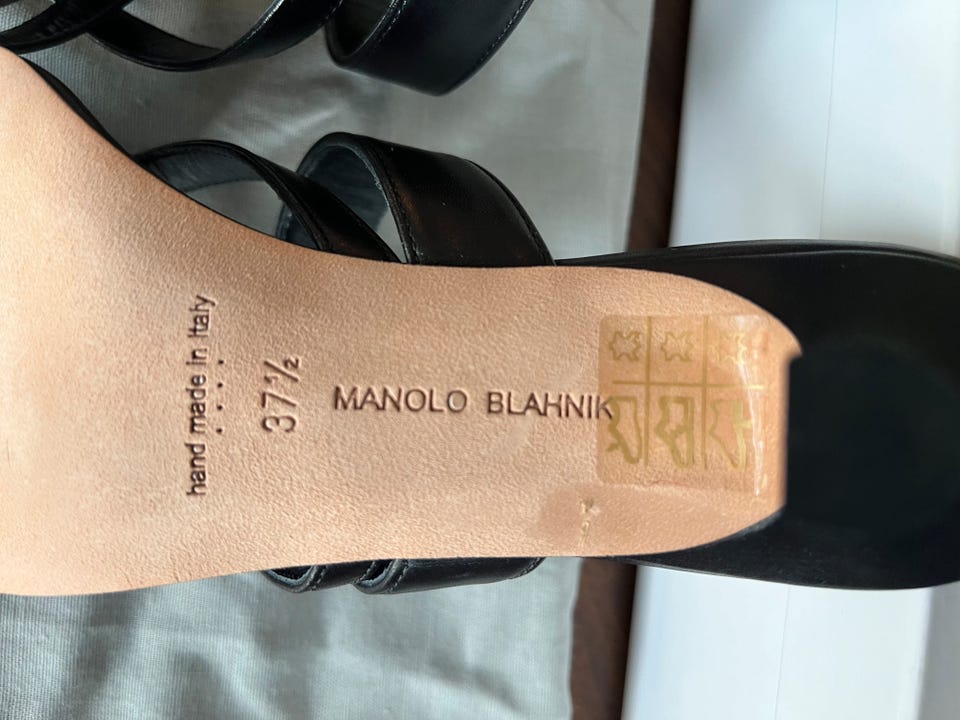 MANOLO BLAHNIK
37½
hand made in Italy